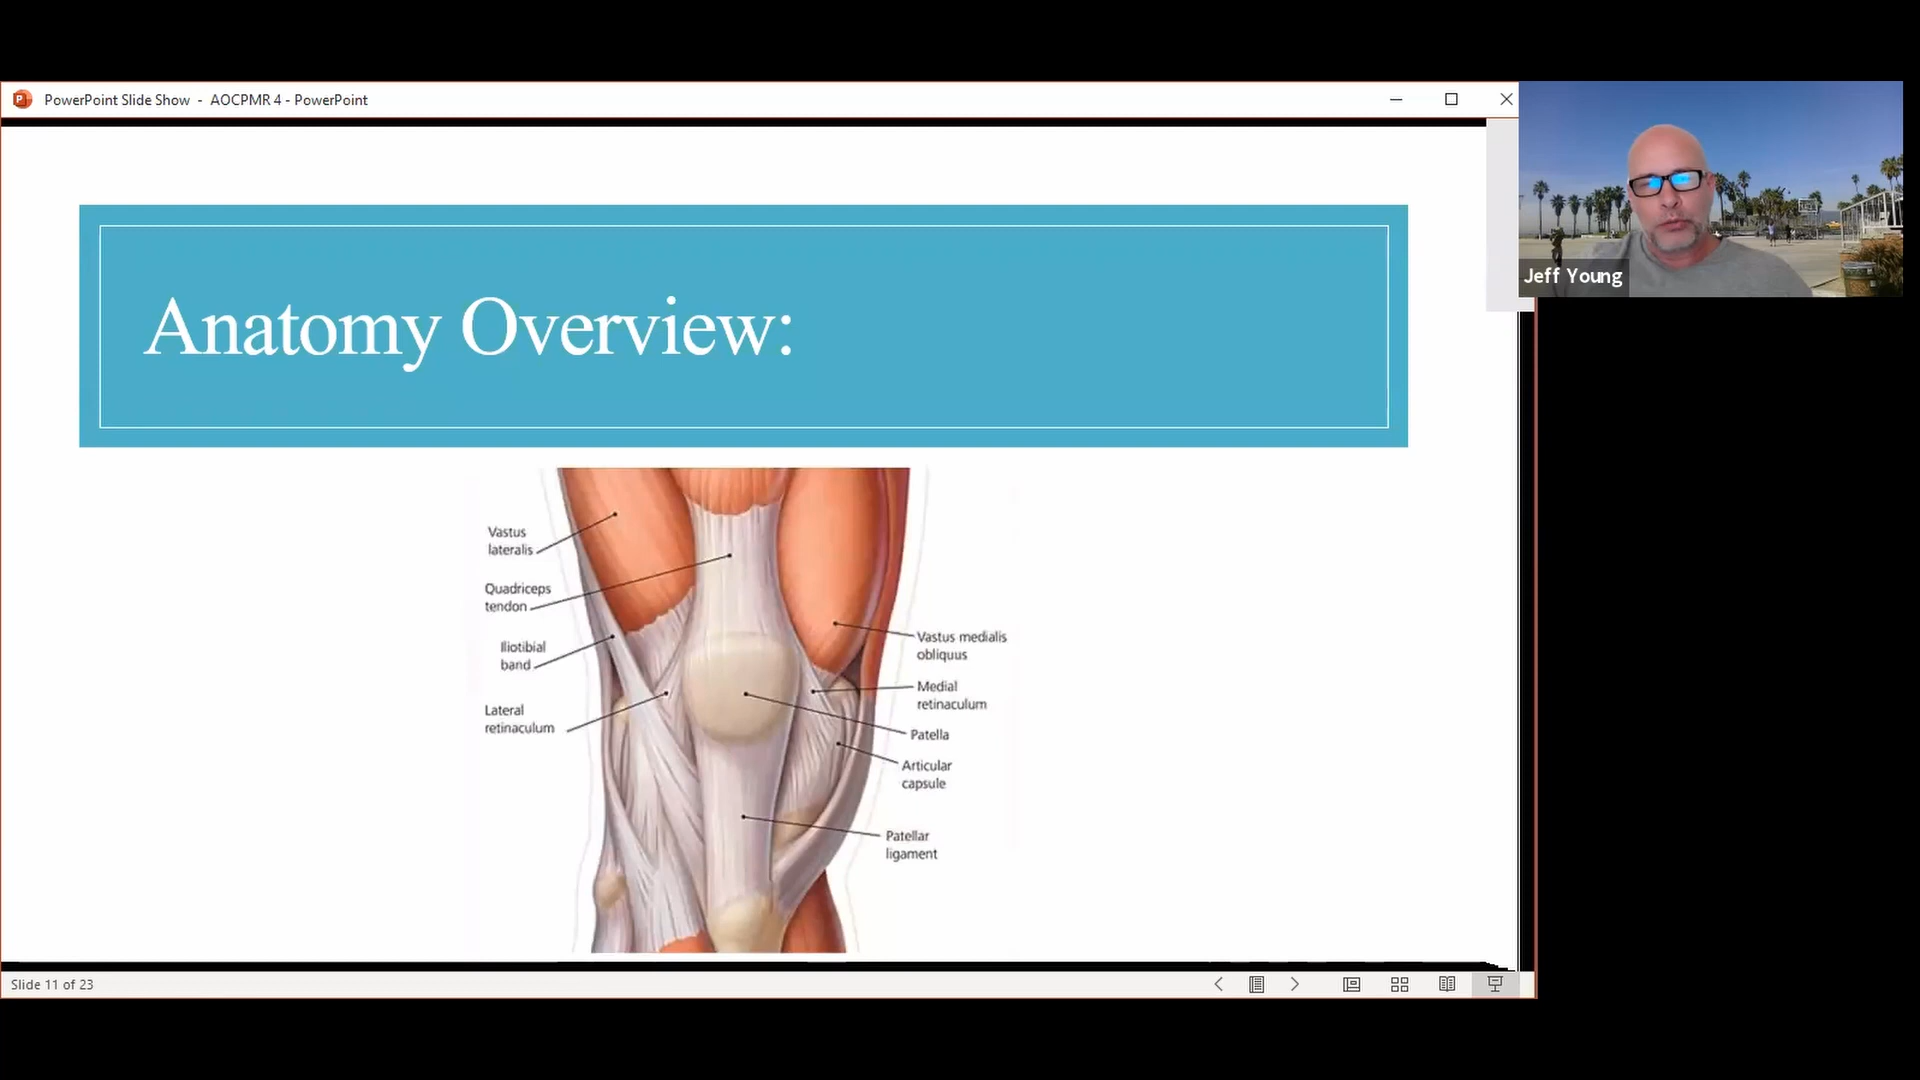 PowerPoint Slide Show - AOCPMR 4 - PowerPoint
Jeff Young
Anatomy Overview:
Vastus
lateralis
Quadriceps
tendon
Iliotibial
band
Lateral
retinaculum
Vastus medialis
obliquus
Medial
retinaculum
Patella
Articular
capsule
Patellar
ligament
Slide 11 of 23